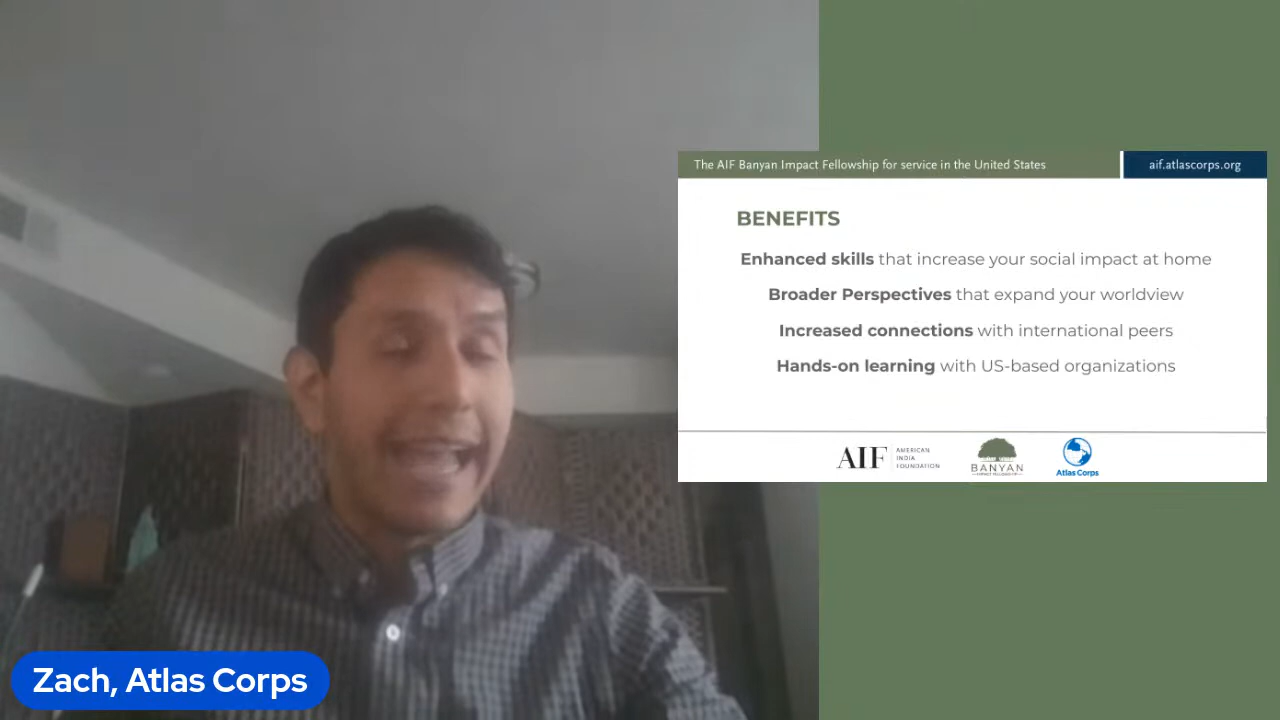 The AIF Banyan Impact Fellowship for service in the United States
aif.atlascorps.org
BENEFITS
Enhanced skills that increase your social impact at home
Broader Perspectives that expand your worldview
Increased connections with international peers
Hands-on learning with US-based organizations
AIF
AMERICAN
INDIA
FOUNDATION
BANYAN
IMPACT FELLOWSHIP
Atlas Corps
Zach, Atlas Corps